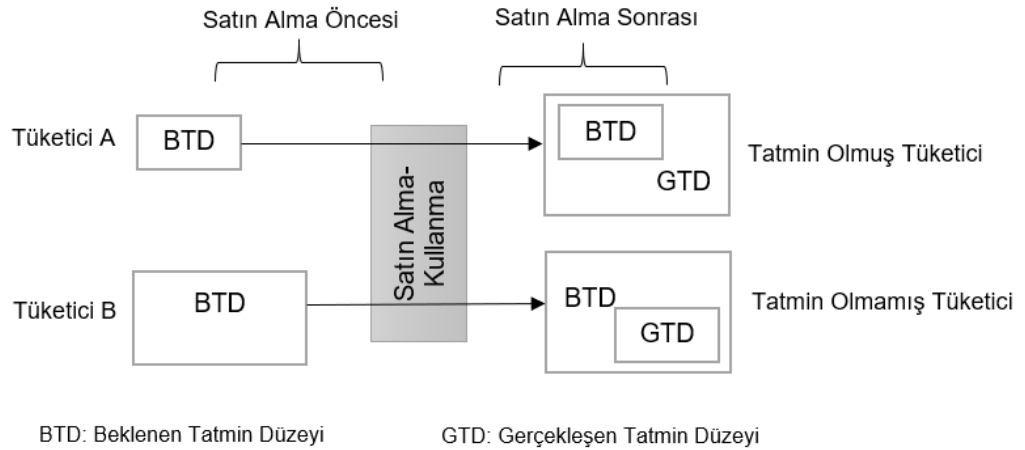 Satın Alma Öncesi
Satın Alma Sonrası
Tüketici A
BTD
BTD
GTD
Tatmin Olmuş Tüketici
Satın Alma-
Kullanma
Tüketici B
BTD
BTD
GTD
Tatmin Olmamış Tüketici
BTD: Beklenen Tatmin Düzeyi
GTD: Gerçekleşen Tatmin Düzeyi